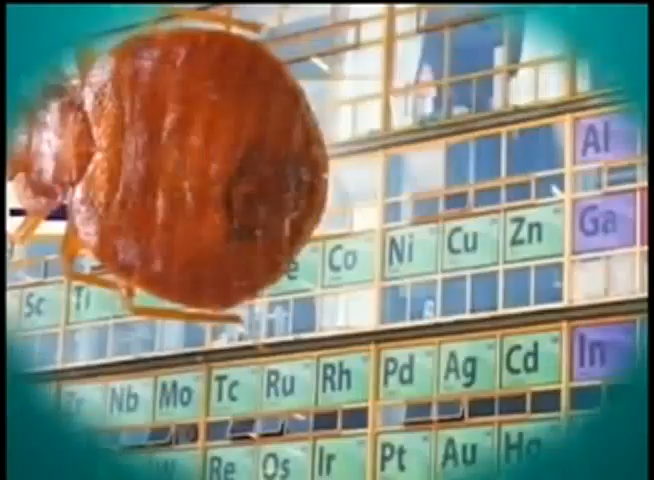 Al
Co Ni Cu Zn Ga
Sc Ti
Nb Mo Tc Ru Rh Pd Ag Cd In
Re Os Ir Pt Au